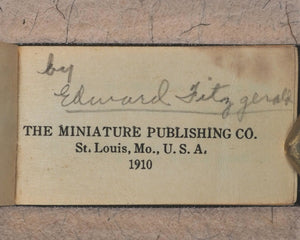 by
Edward Fitzgerald
THE MINIATURE PUBLISHING CO.
St. Louis, Mo., U. S. A.
1910